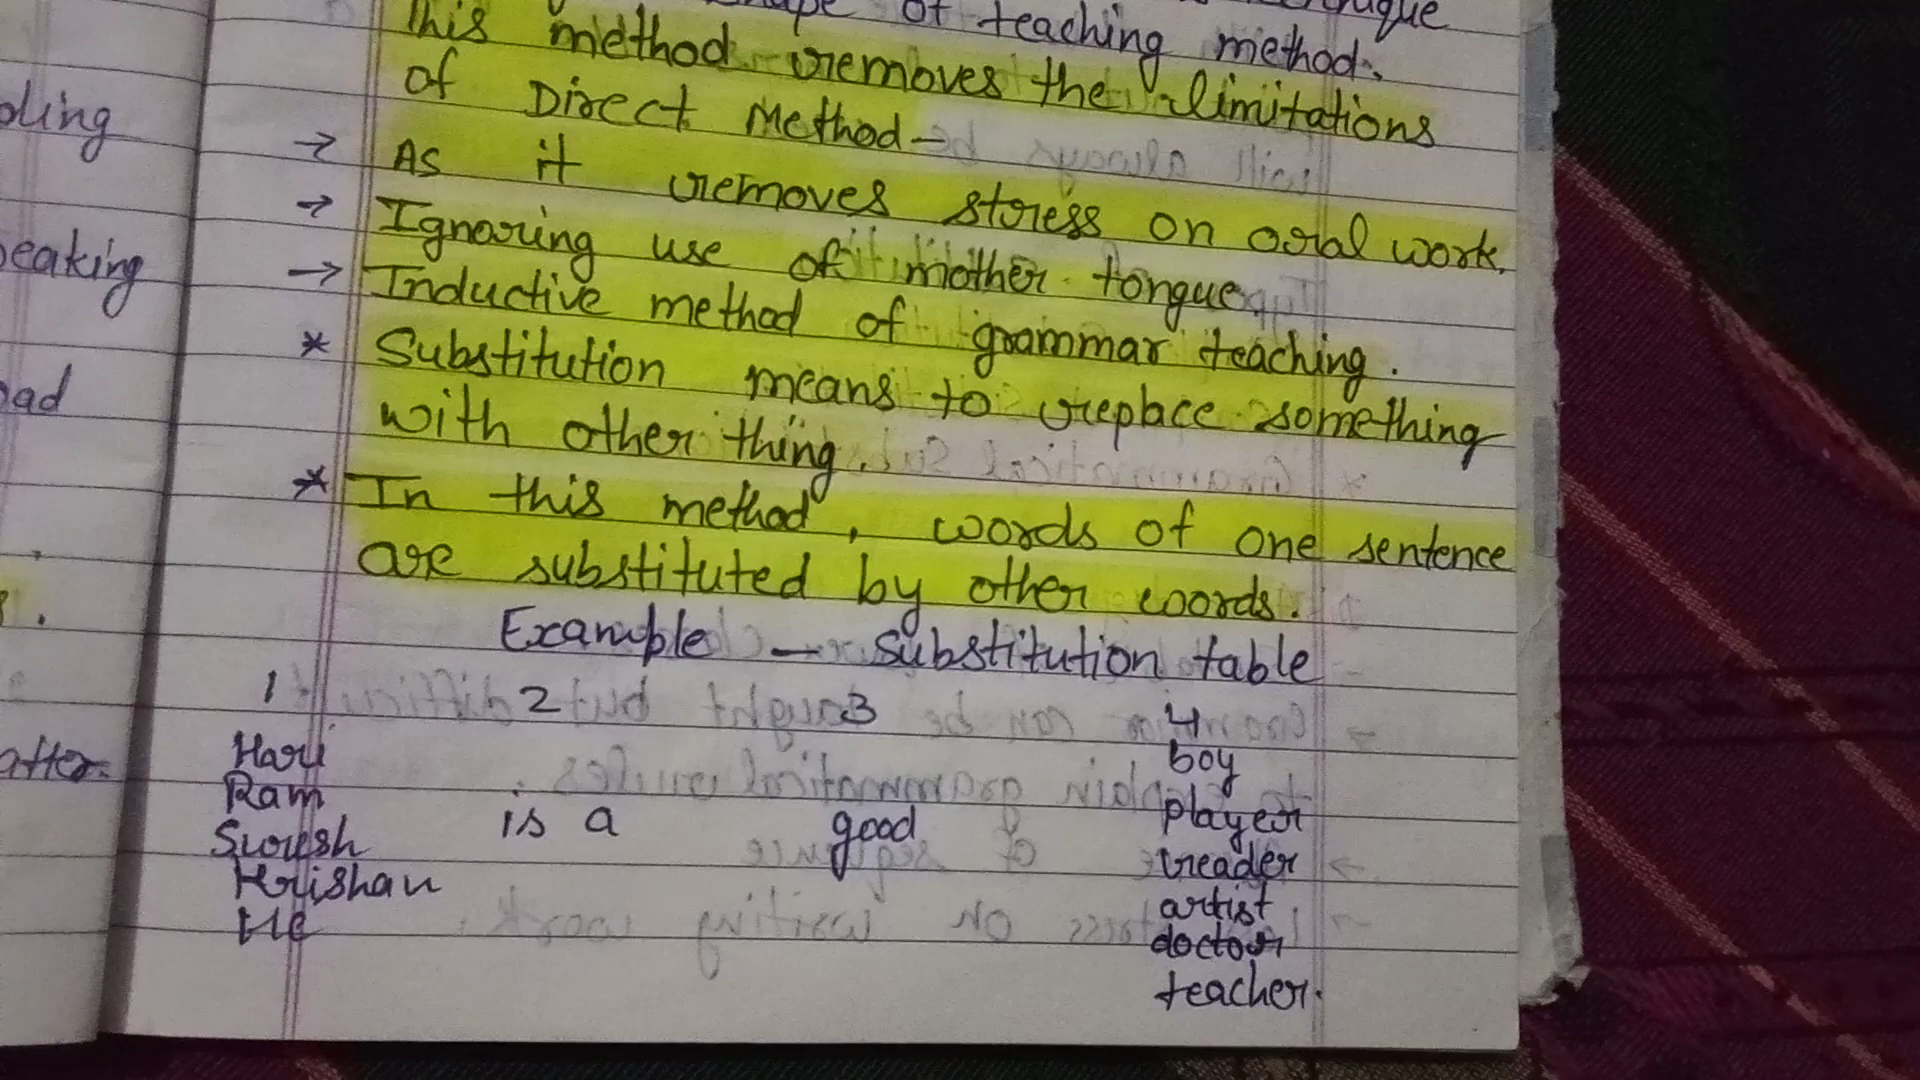 of teaching method.
This method removes the limitations
of Direct Method-
→ As it removes stress on oral work.
→ Ignoring use of mother tongue
→ Inductive method of grammar teaching.
* Substitution means to replace something
with other thing.
* In this method, words of one sentence
are substituted by other words.
Example - Substitution table
1 2 3 4
Hari boy
Ram player
Suresh is a good reader
Krishan artist
He doctor
teacher.
peaking